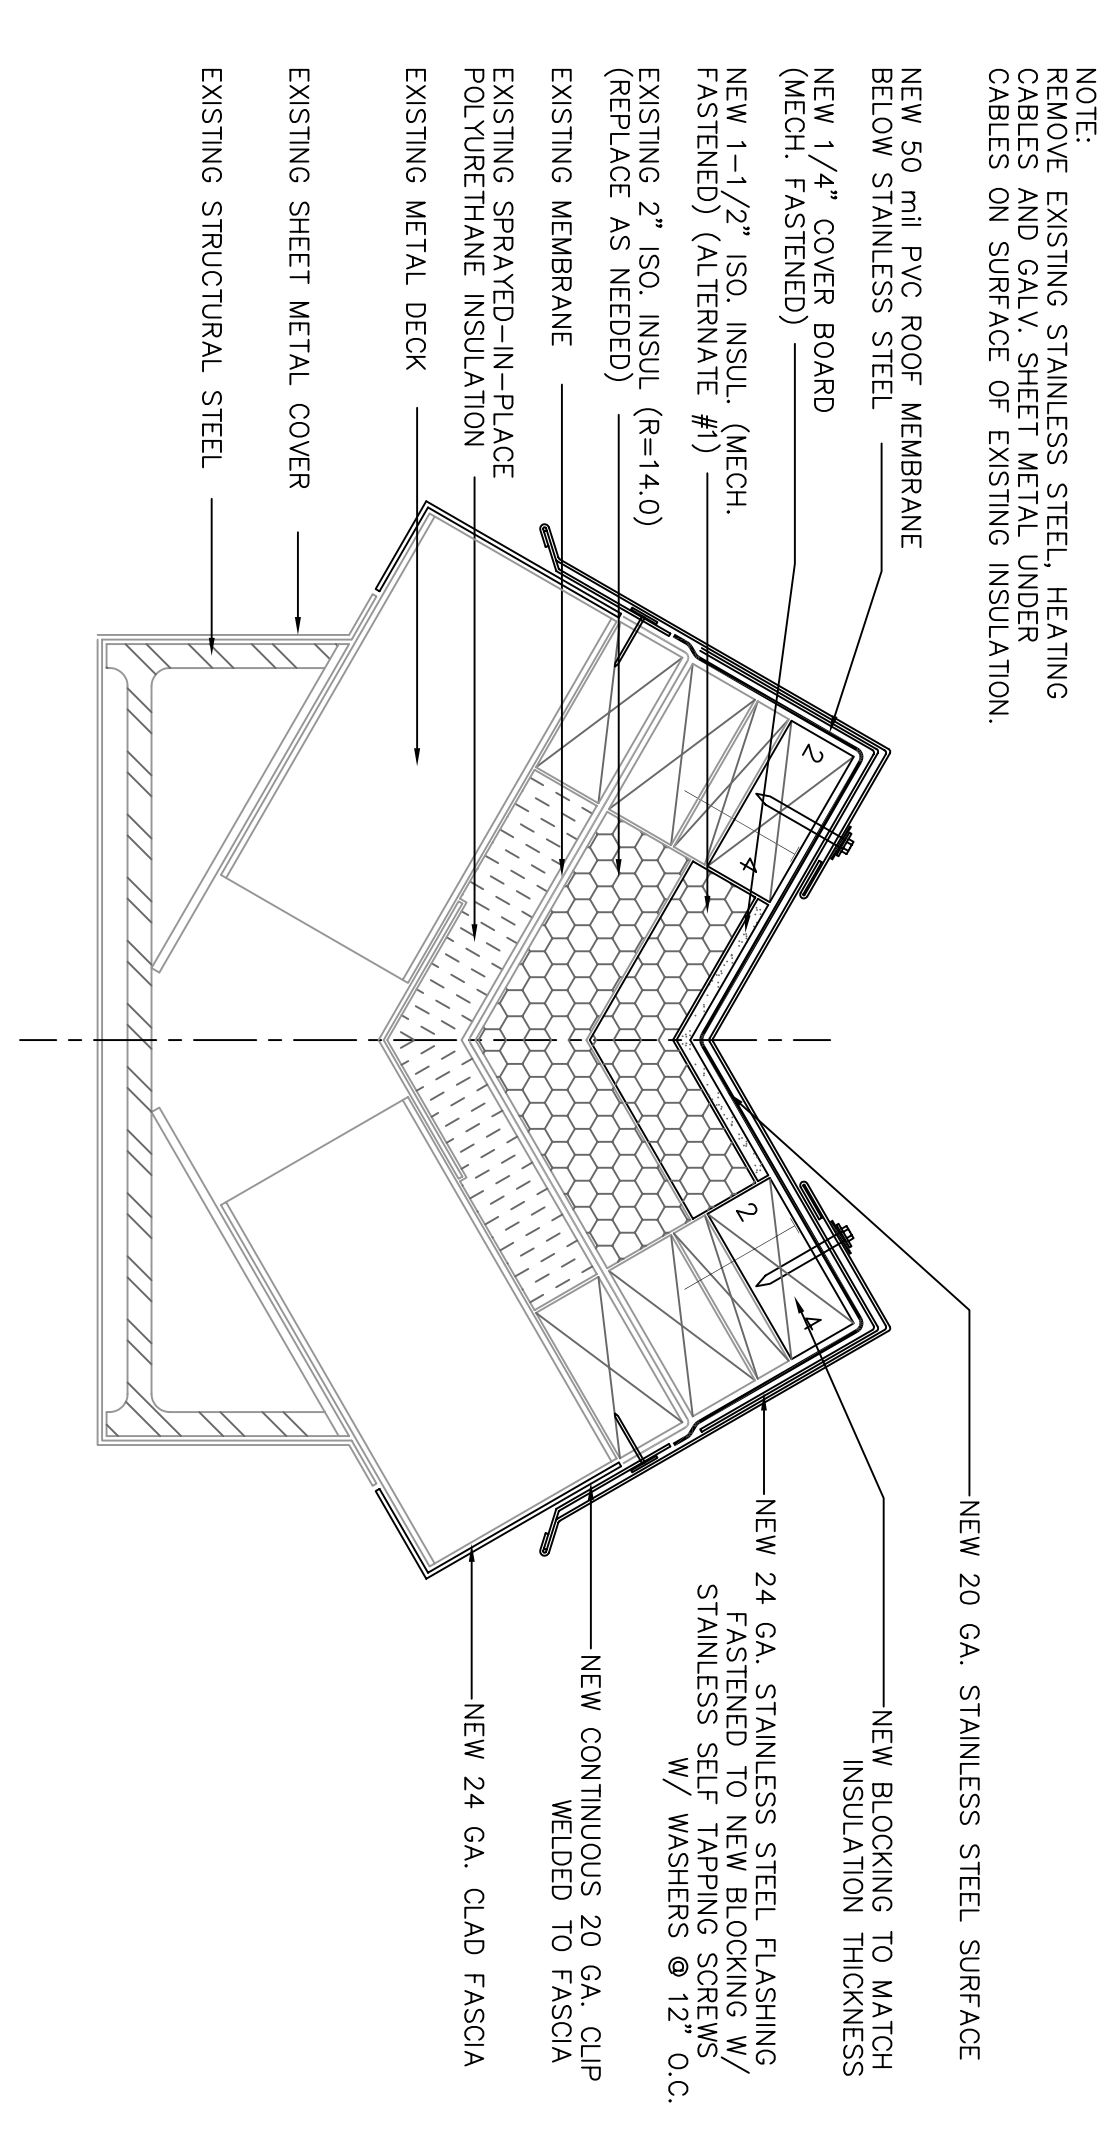 NOTE:
REMOVE EXISTING STAINLESS STEEL, HEATING
CABLES AND GALV. SHEET METAL UNDER
CABLES ON SURFACE OF EXISTING INSULATION.
NEW 50 mil PVC ROOF MEMBRANE
BELOW STAINLESS STEEL
NEW 1/4" COVER BOARD
(MECH. FASTENED)
NEW 1-1/2" ISO. INSUL. (MECH.
FASTENED) (ALTERNATE #1)
EXISTING 2" ISO. INSUL (R=14.0)
(REPLACE AS NEEDED)
EXISTING MEMBRANE
EXISTING SPRAYED-IN-PLACE
POLYURETHANE INSULATION
EXISTING METAL DECK
EXISTING SHEET METAL COVER
EXISTING STRUCTURAL STEEL
2
4
2
4
NEW 20 GA. STAINLESS STEEL SURFACE
NEW BLOCKING TO MATCH
INSULATION THICKNESS
NEW 24 GA. STAINLESS STEEL FLASHING
FASTENED TO NEW BLOCKING W/
STAINLESS SELF TAPPING SCREWS
W/ WASHERS @ 12" O.C.
NEW CONTINUOUS 20 GA. CLIP
WELDED TO FASCIA
NEW 24 GA. CLAD FASCIA